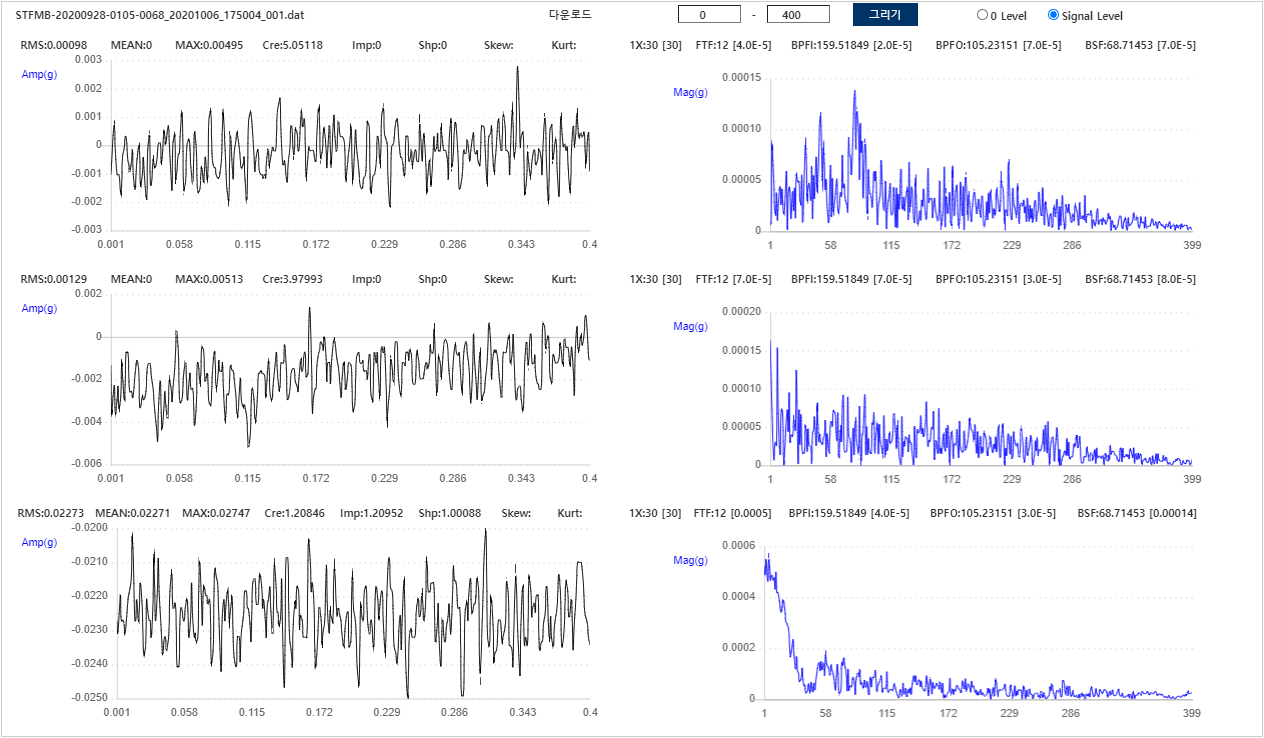 STFMB-20200928-0105-0068_20201006_175004_001.dat 다운로드 0 - 400 그리기 0 Level Signal Level
RMS:0.00098 MEAN:0 MAX:0.00495 Cre:5.05118 Imp:0 Shp:0 Skew: Kurt: 1X:30 [30] FTF:12 [4.0E-5] BPFI:159.51849 [2.0E-5] BPFO:105.23151 [7.0E-5] BSF:68.71453 [7.0E-5]
Amp(g)
0.003
0.002
0.001
0
-0.001
-0.002
-0.003
0.001 0.058 0.115 0.172 0.229 0.286 0.343 0.4
Mag(g)
0.00015
0.00010
0.00005
0
1 58 115 172 229 286 399
RMS:0.00129 MEAN:0 MAX:0.00513 Cre:3.97993 Imp:0 Shp:0 Skew: Kurt: 1X:30 [30] FTF:12 [7.0E-5] BPFI:159.51849 [7.0E-5] BPFO:105.23151 [3.0E-5] BSF:68.71453 [8.0E-5]
Amp(g)
0.002
0
-0.002
-0.004
-0.006
0.001 0.058 0.115 0.172 0.229 0.286 0.343 0.4
Mag(g)
0.00020
0.00015
0.00010
0.00005
0
1 58 115 172 229 286 399
RMS:0.02273 MEAN:0.02271 MAX:0.02747 Cre:1.20846 Imp:1.20952 Shp:1.00088 Skew: Kurt: 1X:30 [30] FTF:12 [0.0005] BPFI:159.51849 [4.0E-5] BPFO:105.23151 [3.0E-5] BSF:68.71453 [0.00014]
Amp(g)
-0.0200
-0.0210
-0.0220
-0.0230
-0.0240
-0.0250
0.001 0.058 0.115 0.172 0.229 0.286 0.343 0.4
Mag(g)
0.0006
0.0004
0.0002
0
1 58 115 172 229 286 399